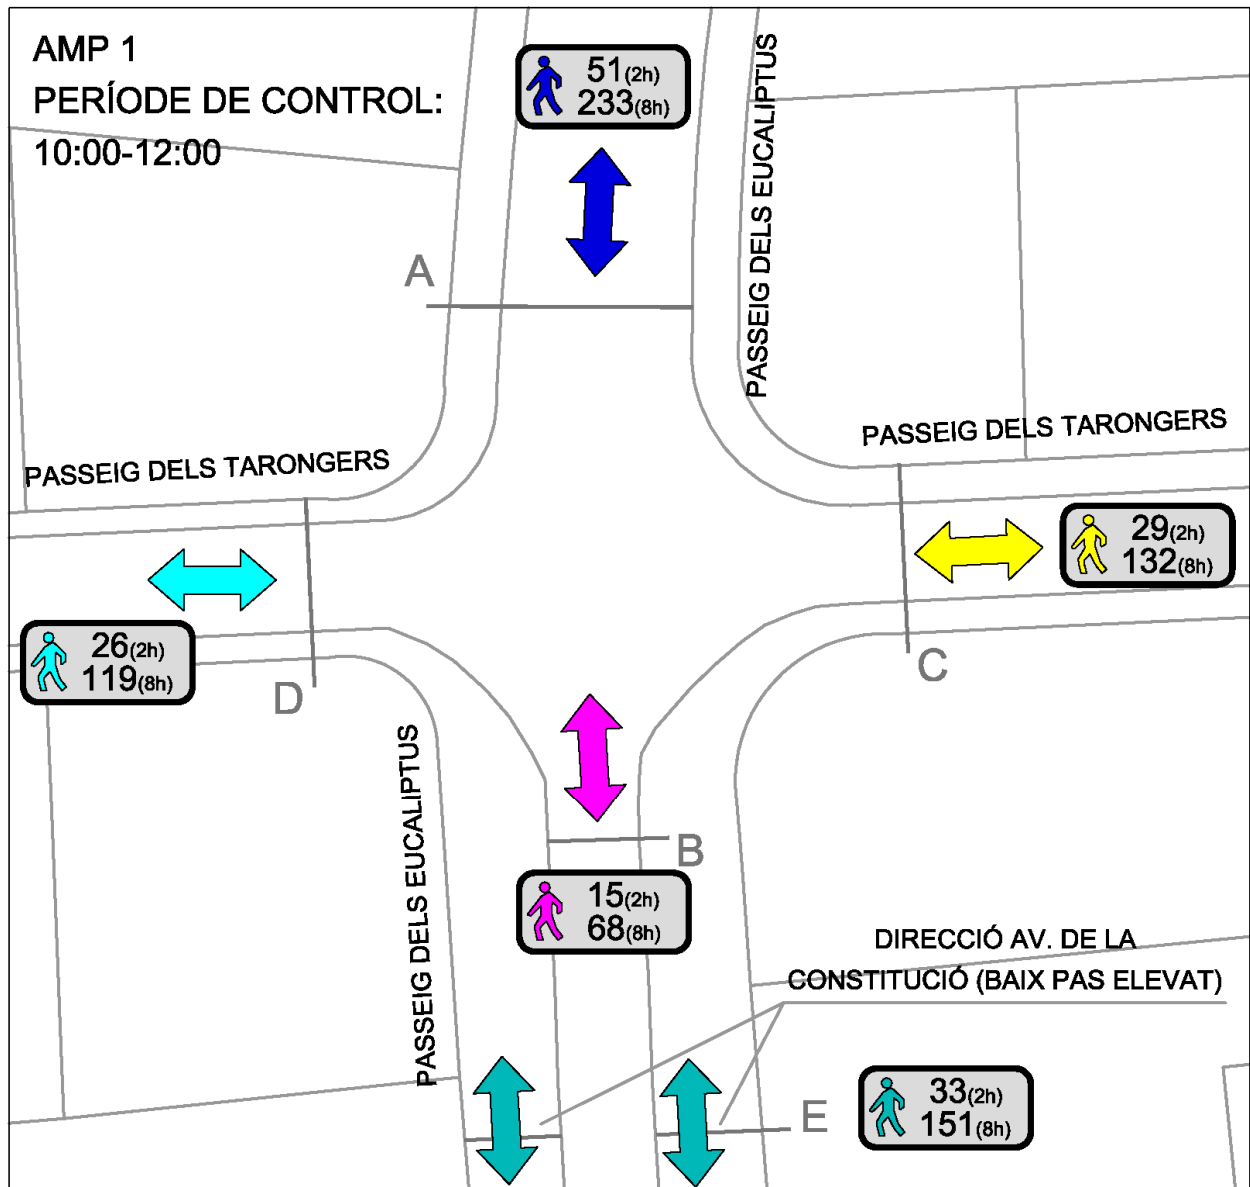 AMP 1
PERÍODE DE CONTROL:
10:00-12:00
51(2h)
233(8h)
PASSEIG DELS EUCALIPTUS
A
PASSEIG DELS TARONGERS
PASSEIG DELS TARONGERS
29(2h)
132(8h)
26(2h)
119(8h)
D
C
PASSEIG DELS EUCALIPTUS
B
15(2h)
68(8h)
DIRECCIÓ AV. DE LA
CONSTITUCIÓ (BAIX PAS ELEVAT)
E
33(2h)
151(8h)